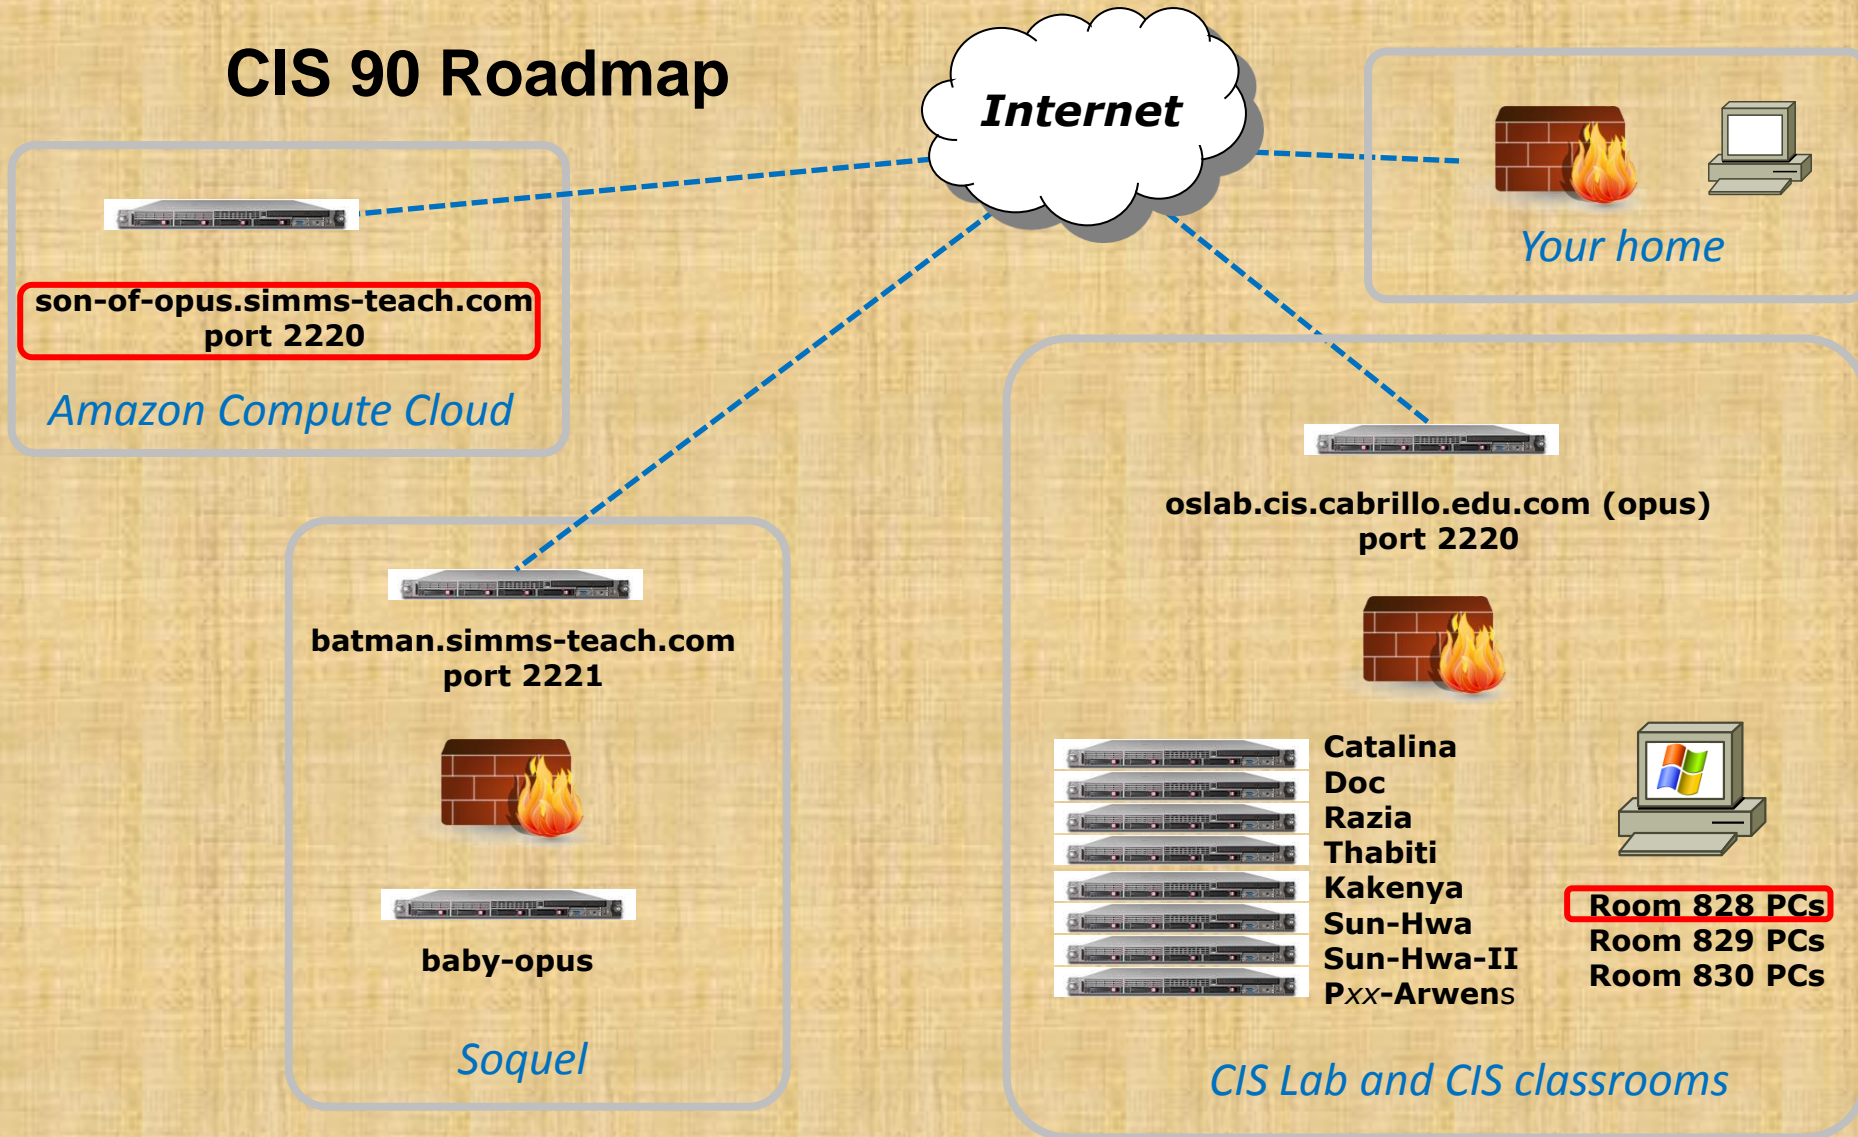 CIS 90 Roadmap
Internet
Your home
son-of-opus.simms-teach.com
port 2220
Amazon Compute Cloud
batman.simms-teach.com
port 2221
baby-opus
Soquel
oslab.cis.cabrillo.edu.com (opus)
port 2220
Catalina
Doc
Razia
Thabiti
Kakenya
Sun-Hwa
Sun-Hwa-II
Pxx-Arwens
Room 828 PCs
Room 829 PCs
Room 830 PCs
CIS Lab and CIS classrooms